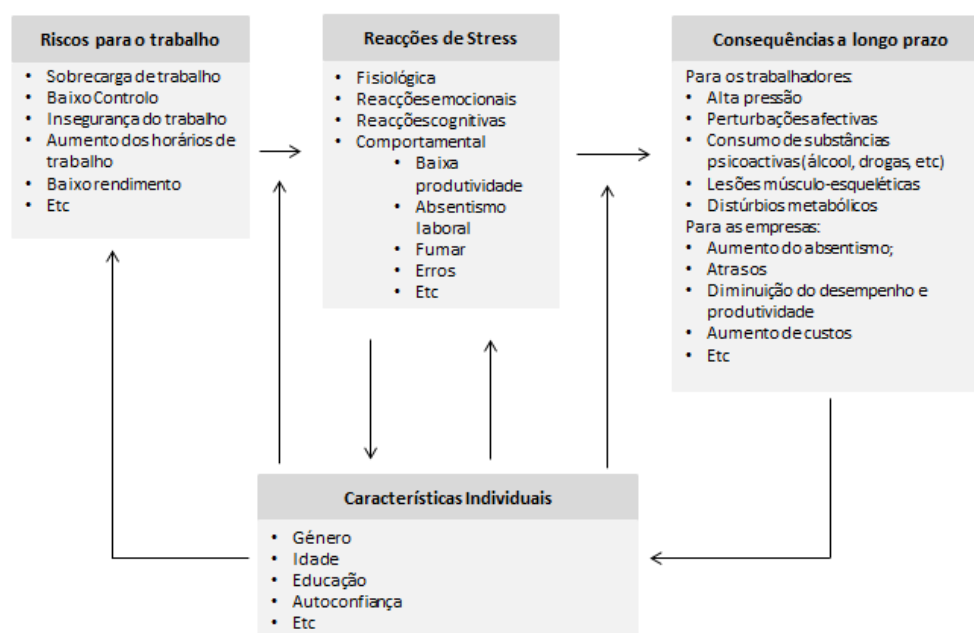 Riscos para o trabalho
• Sobrecarga de trabalho
• Baixo Controlo
• Insegurança do trabalho
• Aumento dos horários de
trabalho
• Baixo rendimento
• Etc
Reacções de Stress
• Fisiológica
• Reacções emocionais
• Reacções cognitivas
• Comportamental
• Baixa
produtividade
• Absentismo
laboral
• Fumar
• Erros
• Etc
Consequências a longo prazo
Para os trabalhadores:
• Alta pressão
• Perturbações afectivas
• Consumo de substâncias
psicoactivas (álcool, drogas, etc)
• Lesões músculo-esqueléticas
• Distúrbios metabólicos
Para as empresas:
• Aumento do absentismo;
• Atrasos
• Diminuição do desempenho e
produtividade
• Aumento de custos
• Etc
Característícas Individuais
• Género
• Idade
• Educação
• Autoconfiança
• Etc